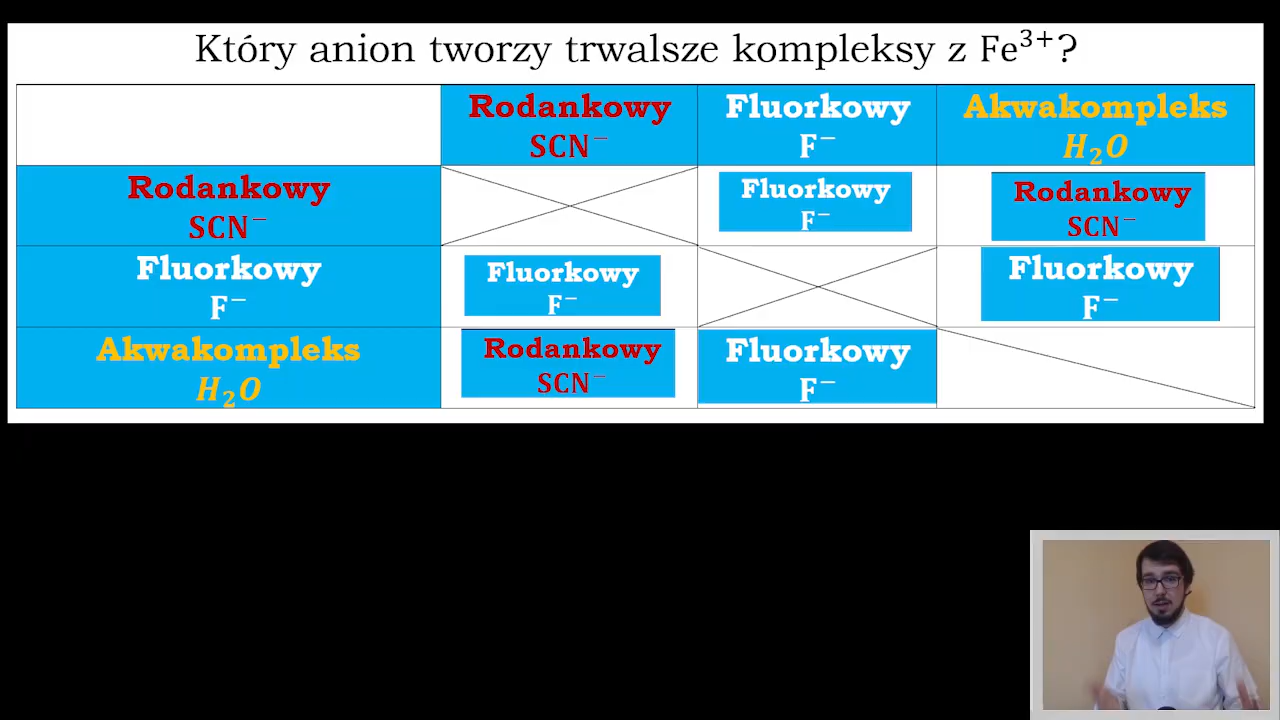 Który anion tworzy trwalsze kompleksy z Fe³⁺?
Rodankowy
SCN⁻
Fluorkowy
F⁻
Akwakompleks
H₂O
Rodankowy
SCN⁻
Fluorkowy
F⁻
Rodankowy
SCN⁻
Fluorkowy
F⁻
Fluorkowy
F⁻
Fluorkowy
F⁻
Akwakompleks
H₂O
Rodankowy
SCN⁻
Fluorkowy
F⁻